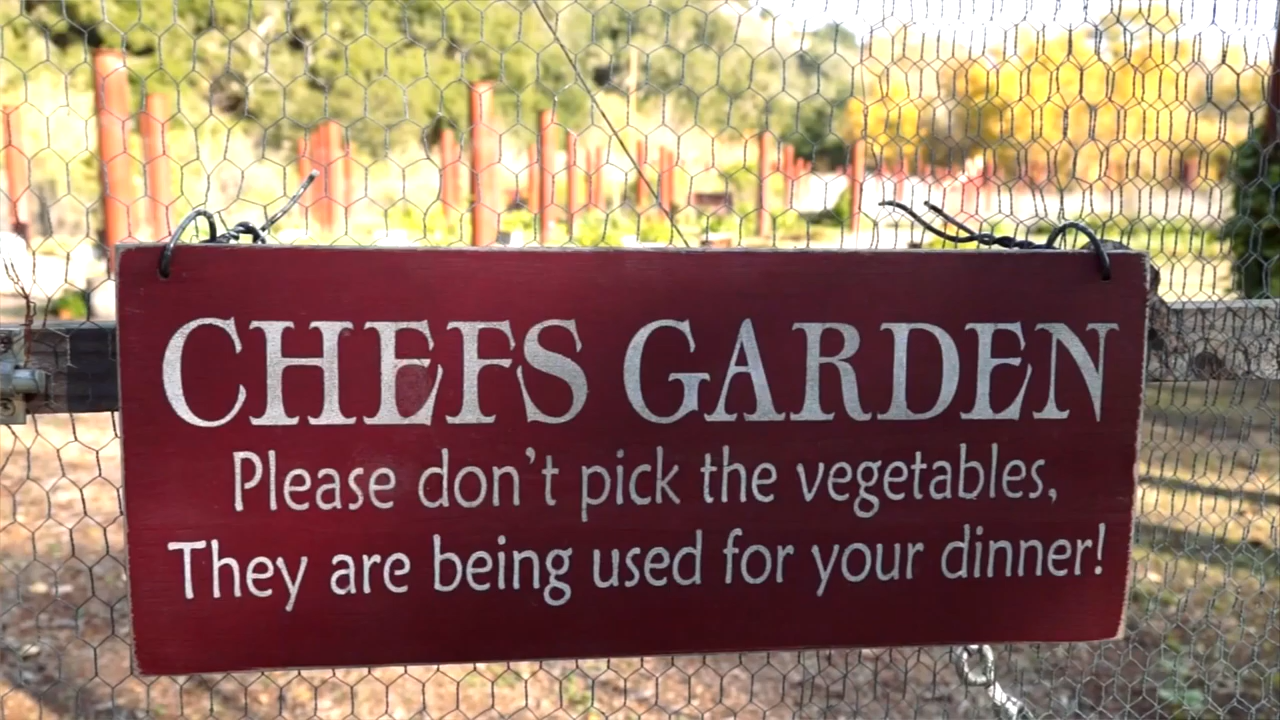 CHEFS GARDEN
Please don't pick the vegetables,
They are being used for your dinner!